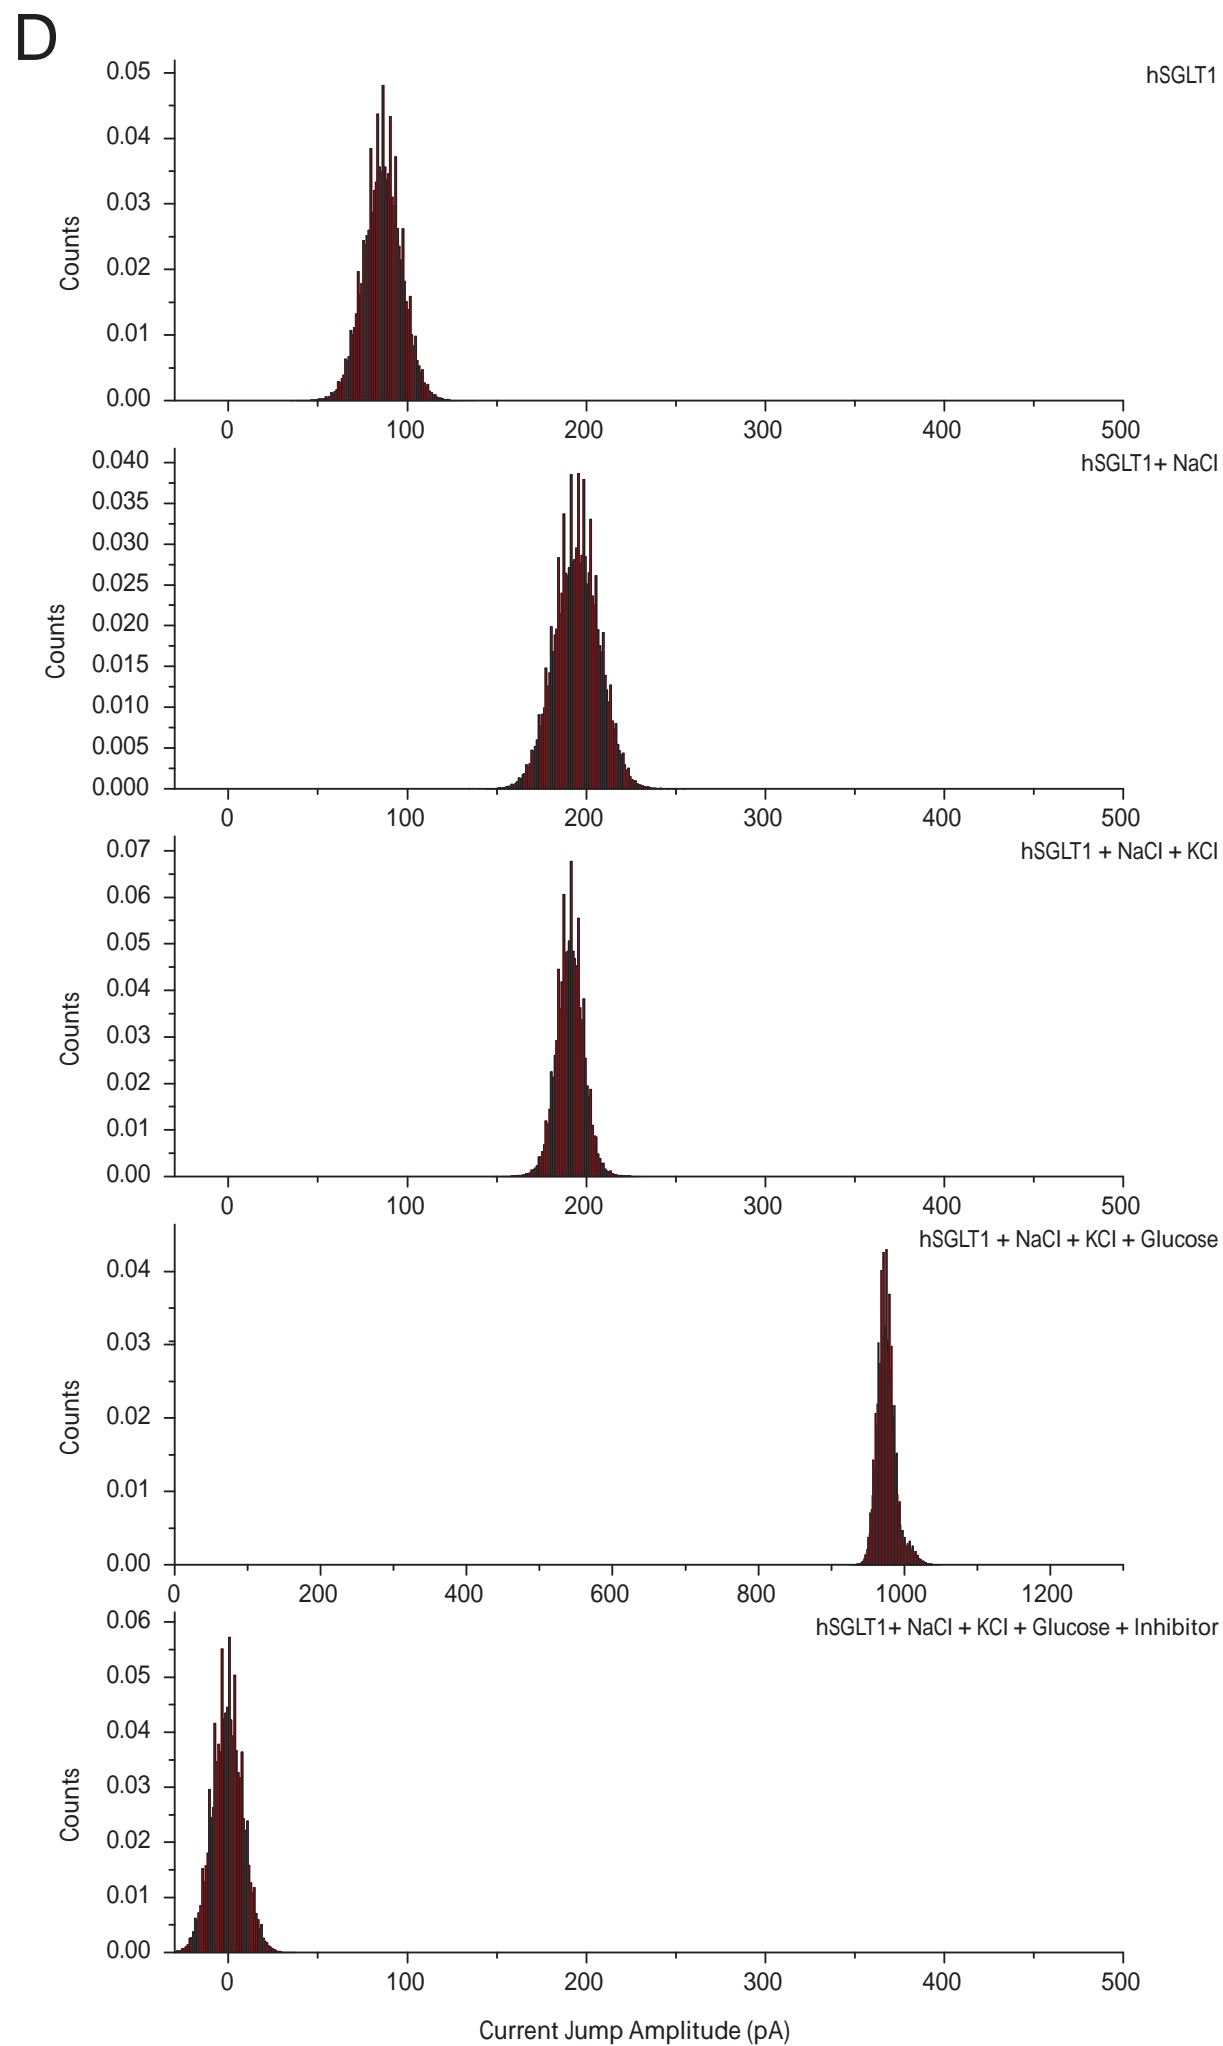 D
hSGLT1
0.05
0.04
0.03
0.02
0.01
0.00
Counts
0 100 200 300 400 500
hSGLT1+ NaCl
0.040
0.035
0.030
0.025
0.020
0.015
0.010
0.005
0.000
Counts
0 100 200 300 400 500
hSGLT1 + NaCl + KCl
0.07
0.06
0.05
0.04
0.03
0.02
0.01
0.00
Counts
0 100 200 300 400 500
hSGLT1 + NaCl + KCl + Glucose
0.04
0.03
0.02
0.01
0.00
Counts
0 200 400 600 800 1000 1200
hSGLT1+ NaCl + KCl + Glucose + Inhibitor
0.06
0.05
0.04
0.03
0.02
0.01
0.00
Counts
0 100 200 300 400 500
Current Jump Amplitude (pA)